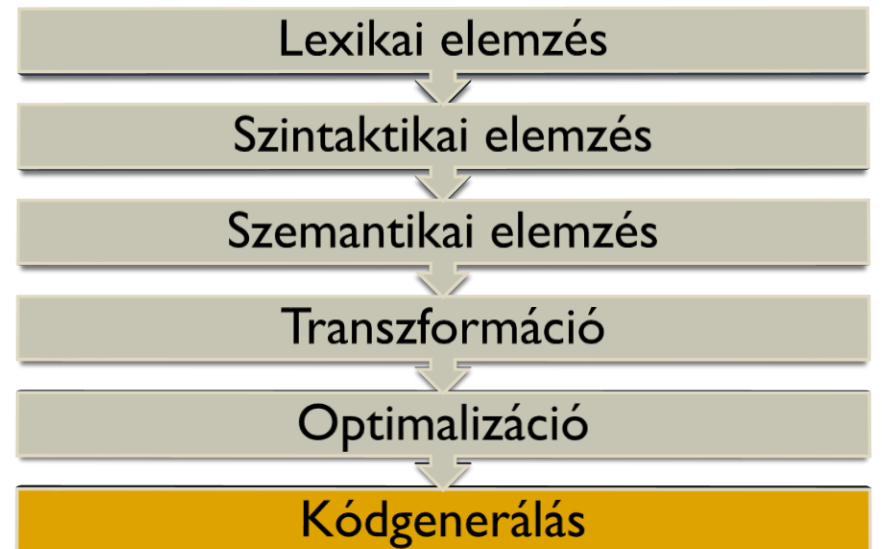 Lexikai elemzés
Szintaktikai elemzés
Szemantikai elemzés
Transzformáció
Optimalizáció
Kódgenerálás